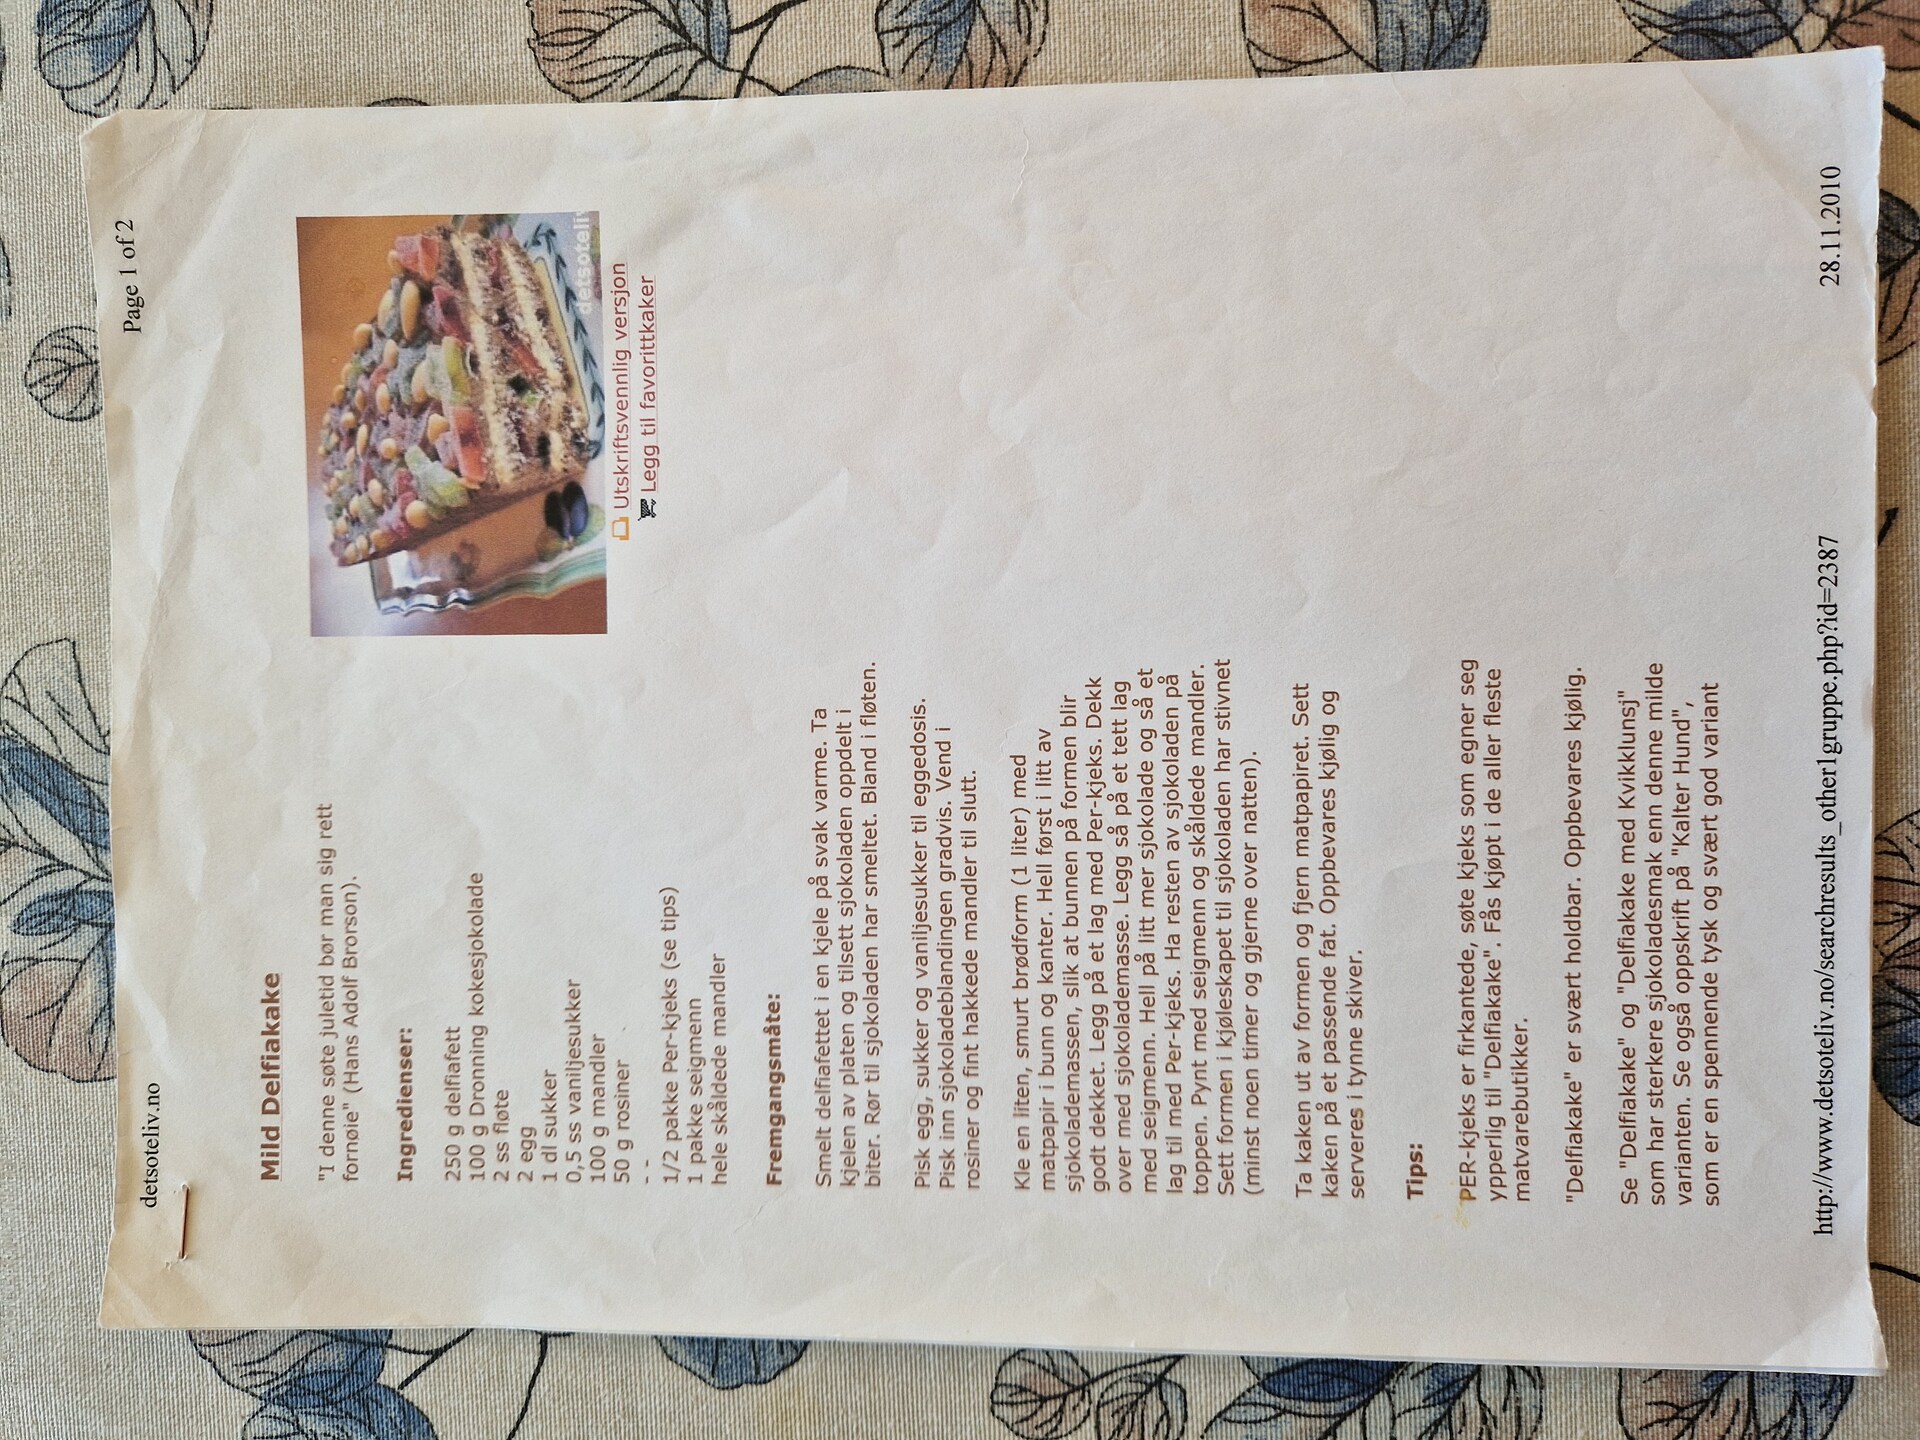 detsoteliv.no
Page 1 of 2
Mild Delfiakake
"I denne søte juletid bør man sig rett
fornøie" (Hans Adolf Brorson).
Ingredienser:
250 g delfiafett
100 g Dronning kokesjokolade
2 ss fløte
2 egg
1 dl sukker
0,5 ss vaniljesukker
100 g mandler
50 g rosiner
- -
1/2 pakke Per-kjeks (se tips)
1 pakke seigmenn
hele skåldede mandler
detsoteliv
Utskriftsvennlig versjon
Legg til favorittkaker
Fremgangsmåte:
Smelt delfiafettet i en kjele på svak varme. Ta
kjelen av platen og tilsett sjokoladen oppdelt i
biter. Rør til sjokoladen har smeltet. Bland i fløten.
Pisk egg, sukker og vaniljesukker til eggedosis.
Pisk inn sjokoladeblandingen gradvis. Vend i
rosiner og fint hakkede mandler til slutt.
Kle en liten, smurt brødform (1 liter) med
matpapir i bunn og kanter. Hell først i litt av
sjokolademassen, slik at bunnen på formen blir
godt dekket. Legg på et lag med Per-kjeks. Dekk
over med sjokolademasse. Legg så på et tett lag
med seigmenn. Hell på litt mer sjokolade og så et
lag til med Per-kjeks. Ha resten av sjokoladen på
toppen. Pynt med seigmenn og skåldede mandler.
Sett formen i kjøleskapet til sjokoladen har stivnet
(minst noen timer og gjerne over natten).
Ta kaken ut av formen og fjern matpapiret. Sett
kaken på et passende fat. Oppbevares kjølig og
serveres i tynne skiver.
Tips:
PER-kjeks er firkantede, søte kjeks som egner seg
ypperlig til "Delfiakake". Fås kjøpt i de aller fleste
matvarebutikker.
"Delfiakake" er svært holdbar. Oppbevares kjølig.
Se "Delfiakake" og "Delfiakake med Kvikklunsj"
som har sterkere sjokoladesmak enn denne milde
varianten. Se også oppskrift på "Kalter Hund",
som er en spennende tysk og svært god variant
http://www.detsoteliv.no/searchresults_other1gruppe.php?id=2387
28.11.2010